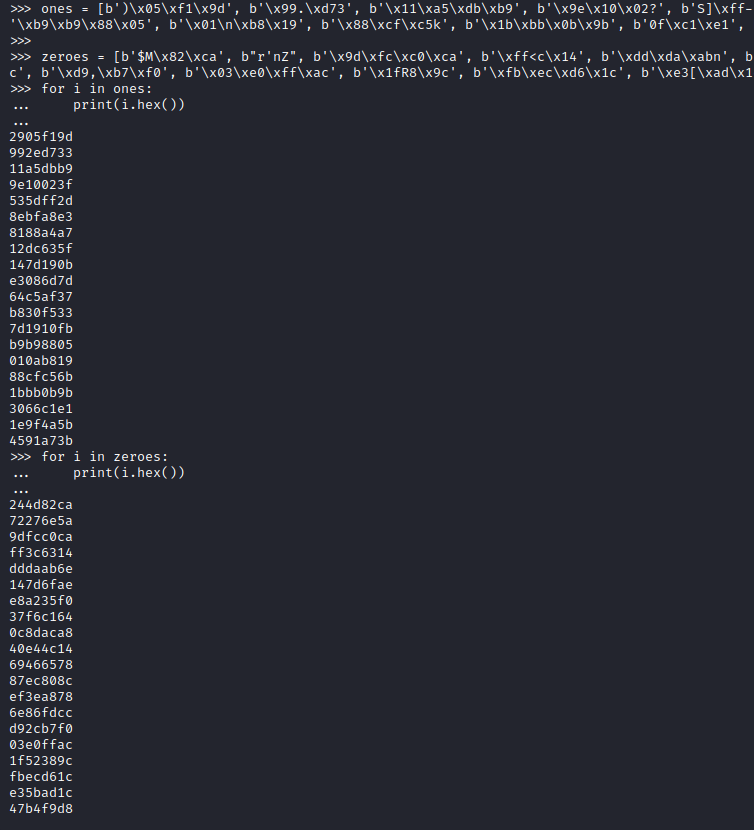 >>> ones = [b')\x05\xf1\x9d', b'\x99.\xd73', b'\x11\xa5\xdb\xb9', b'\x9e\x10\x02?', b'S]\xff-
'\xb9\xb9\x88\x05', b'\x01\n\xb8\x19', b'\x88\xcf\xc5k', b'\x1b\xbb\x0b\x9b', b'0f\xc1\xe1',
>>>
>>> zeroes = [b'$M\x82\xca', b"r'nZ", b'\x9d\xfc\xc0\xca', b'\xff<c\x14', b'\xdd\xda\xabn', b
c', b'\xd9,\xb7\xf0', b'\x03\xe0\xff\xac', b'\x1fR8\x9c', b'\xfb\xec\xd6\x1c', b'\xe3[\xad\x1
>>> for i in ones:
...     print(i.hex())
...
2905f19d
992ed733
11a5dbb9
9e10023f
535dff2d
8ebfa8e3
8188a4a7
12dc635f
147d190b
e3086d7d
64c5af37
b830f533
7d1910fb
b9b98805
010ab819
88cfc56b
1bbb0b9b
3066c1e1
1e9f4a5b
4591a73b
>>> for i in zeroes:
...     print(i.hex())
...
244d82ca
72276e5a
9dfcc0ca
ff3c6314
dddaab6e
147d6fae
e8a235f0
37f6c164
0c8daca8
40e44c14
69466578
87ec808c
ef3ea878
6e86fdcc
d92cb7f0
03e0ffac
1f52389c
fbecd61c
e35bad1c
47b4f9d8